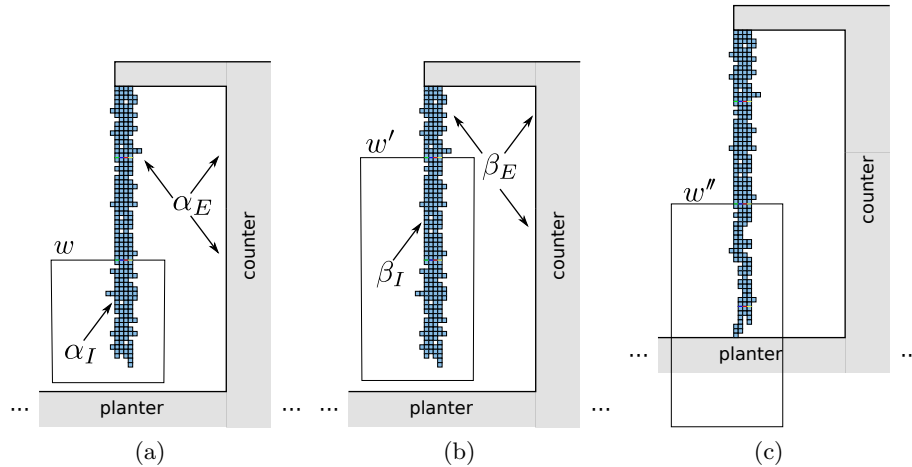 w
α_I
α_E
counter
planter
...
...
(a)
w′
β_I
β_E
counter
planter
...
...
(b)
w″
counter
planter
...
...
(c)